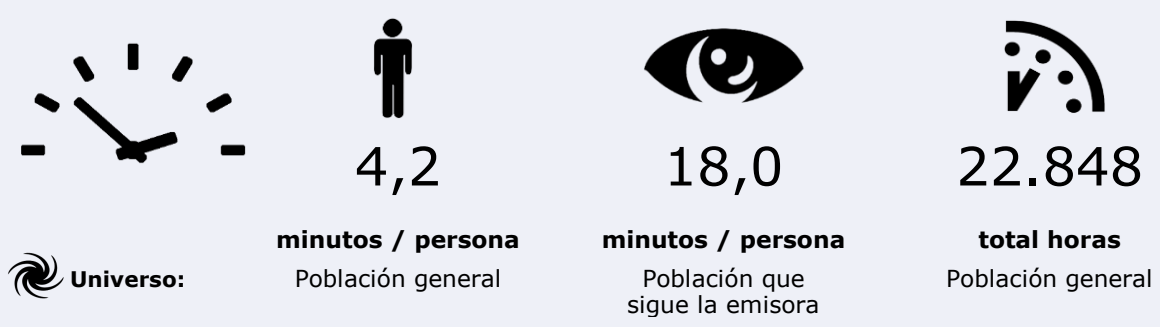 4,2
18,0
22.848
minutos / persona
minutos / persona
total horas
Universo:
Población general
Población que
sigue la emisora
Población general